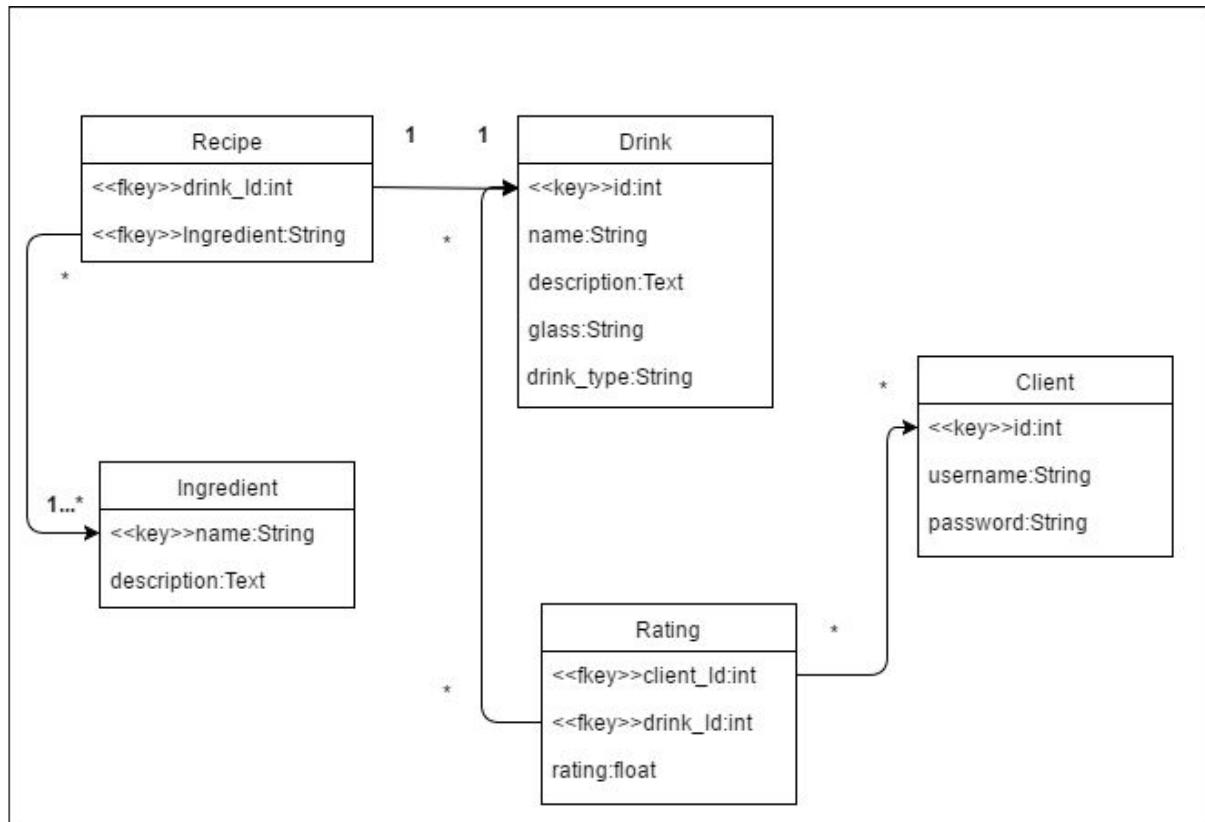 Recipe
<<fkey>>drink_Id:int
<<fkey>>Ingredient:String
*
1
1
Drink
<<key>>id:int
name:String
description:Text
glass:String
drink_type:String
*
*
Client
<<key>>id:int
username:String
password:String
1...*
Ingredient
<<key>>name:String
description:Text
*
Rating
<<fkey>>client_Id:int
<<fkey>>drink_Id:int
rating:float
*